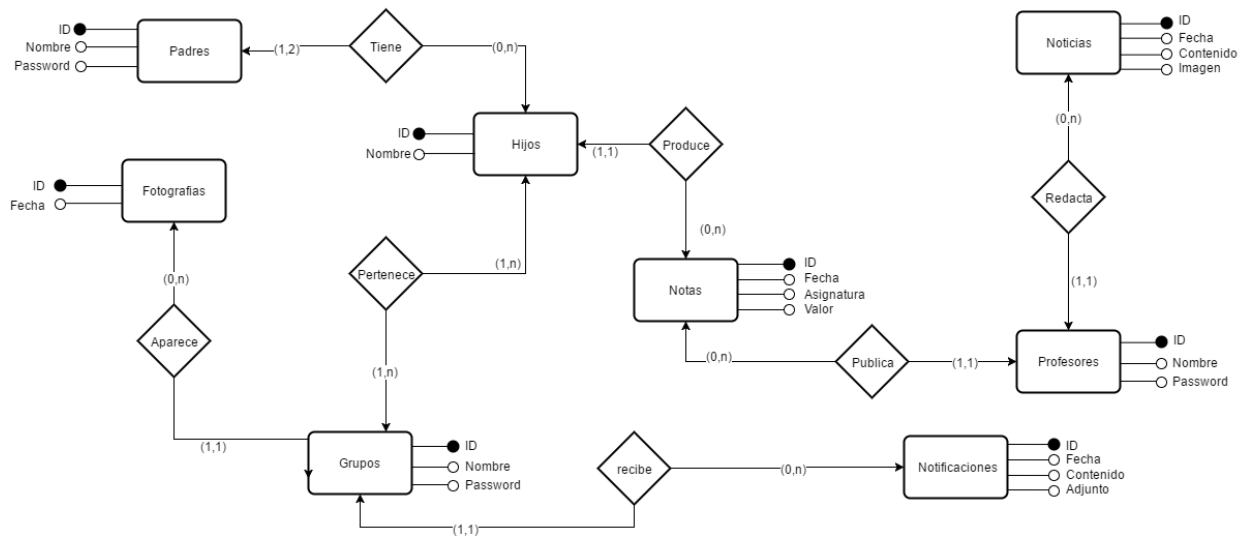 ID
Nombre
Password
Padres
(1,2)
Tiene
(0,n)
Noticias
ID
Fecha
Contenido
Imagen
(0,n)
ID
Nombre
Hijos
(1,1)
Produce
ID
Fecha
Fotografias
Redacta
(0,n)
(0,n)
Pertenece
(1,n)
Notas
ID
Fecha
Asignatura
Valor
(1,1)
Aparece
(1,n)
(0,n)
Publica
(1,1)
Profesores
ID
Nombre
Password
(1,1)
Grupos
ID
Nombre
Password
recibe
(0,n)
Notificaciones
ID
Fecha
Contenido
Adjunto
(1,1)